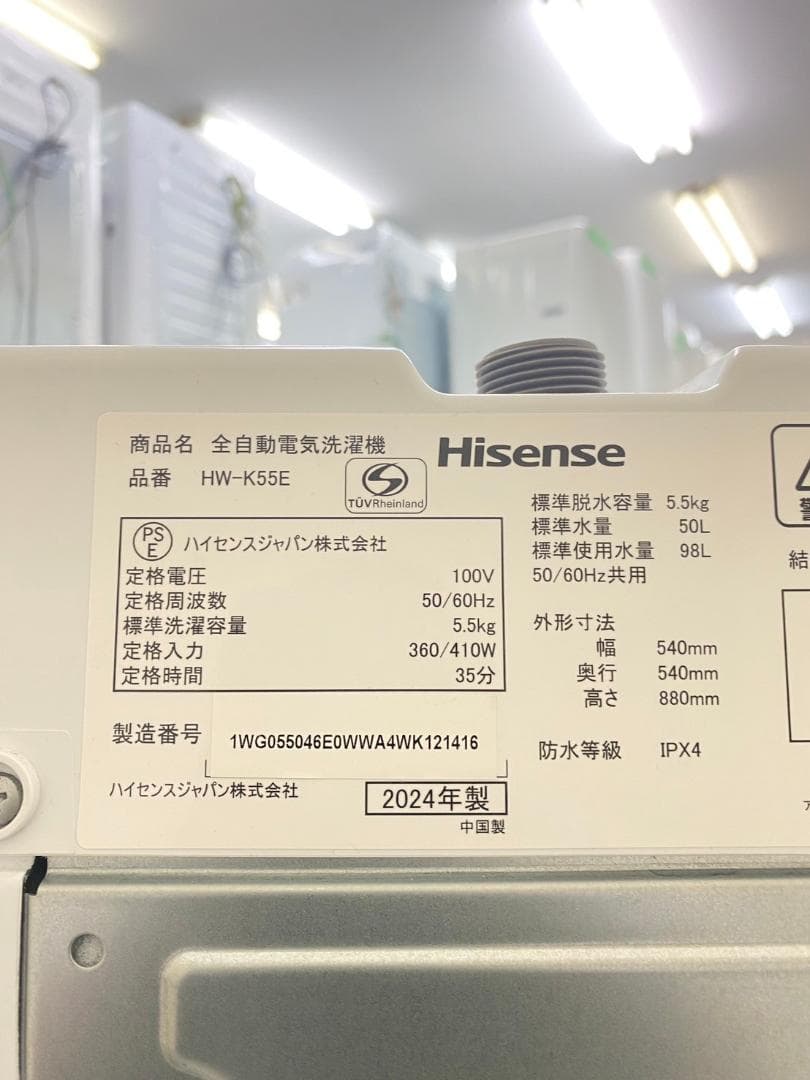 商品名 全自動電気洗濯機
品番 HW-K55E
TÜVRheinland
Hisense
PSE ハイセンスジャパン株式会社
定格電圧 100V
定格周波数 50/60Hz
標準洗濯容量 5.5kg
定格入力 360/410W
定格時間 35分
製造番号 1WG055046E0WWA4WK121416
ハイセンスジャパン株式会社
2024年製
中国製
標準脱水容量 5.5kg
標準水量 50L
標準使用水量 98L
50/60Hz共用
外形寸法
幅 540mm
奥行 540mm
高さ 880mm
防水等級 IPX4
警
結
ア